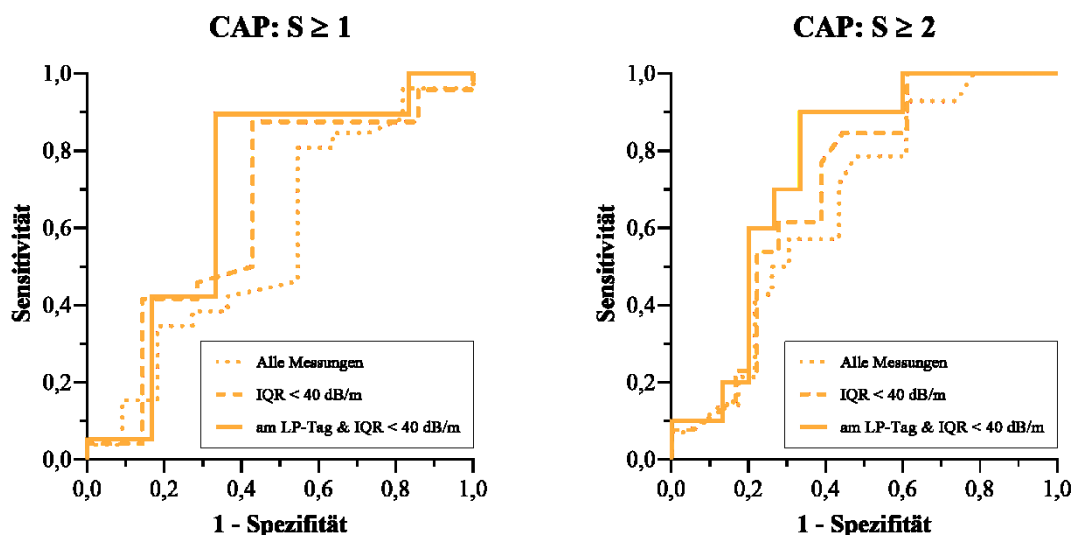 CAP: S ≥ 1
Sensitivität
1,0
0,8
0,6
0,4
0,2
0,0
Alle Messungen
IQR < 40 dB/m
am LP-Tag & IQR < 40 dB/m
0,0 0,2 0,4 0,6 0,8 1,0
1 - Spezifität
CAP: S ≥ 2
Sensitivität
1,0
0,8
0,6
0,4
0,2
0,0
Alle Messungen
IQR < 40 dB/m
am LP-Tag & IQR < 40 dB/m
0,0 0,2 0,4 0,6 0,8 1,0
1 - Spezifität